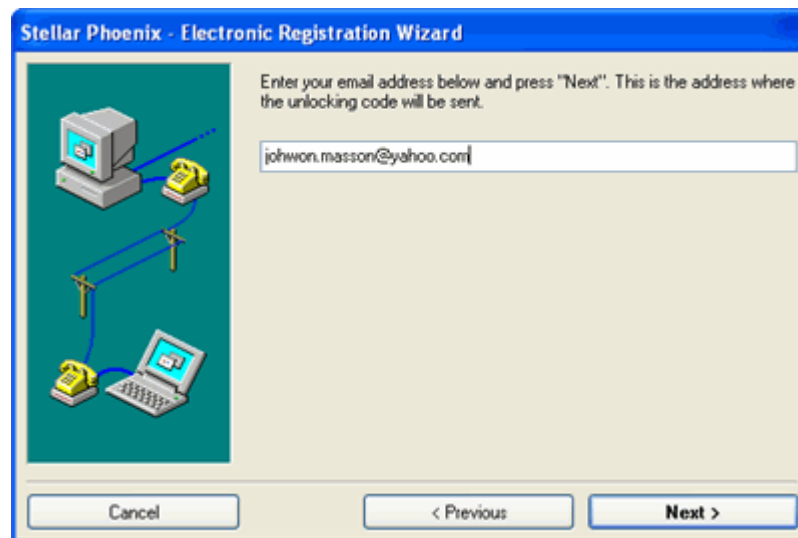 Stellar Phoenix - Electronic Registration Wizard
Enter your email address below and press "Next". This is the address where
the unlocking code will be sent.
johwon.masson@yahoo.com
Cancel
< Previous
Next >